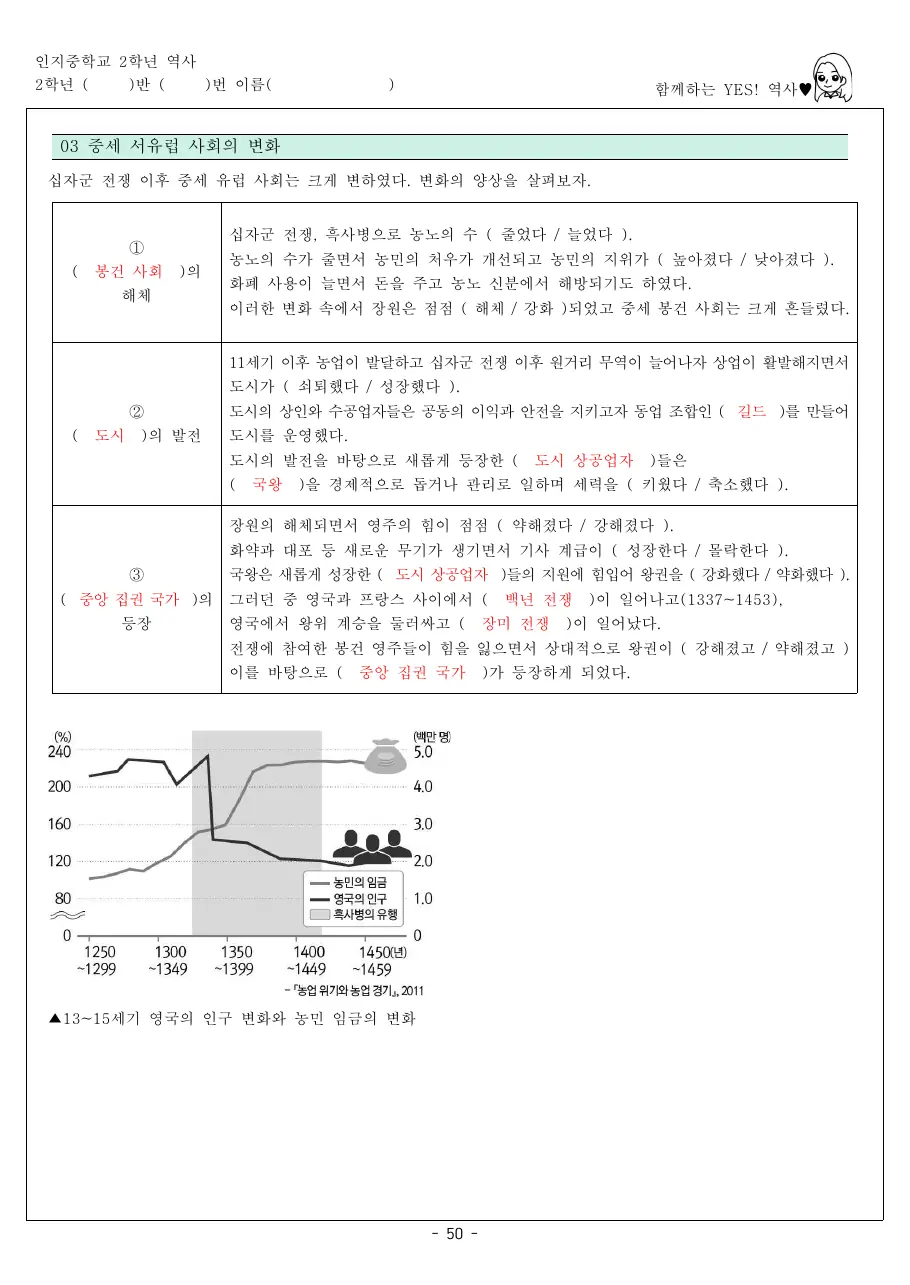 인지중학교 2학년 역사
2학년 (     )반 (     )번 이름(               )
함께하는 YES! 역사♥
03 중세 서유럽 사회의 변화
십자군 전쟁 이후 중세 유럽 사회는 크게 변하였다. 변화의 양상을 살펴보자.
①
( 봉건 사회 )의
해체
십자군 전쟁, 흑사병으로 농노의 수 ( 줄었다 / 늘었다 ).
농노의 수가 줄면서 농민의 처우가 개선되고 농민의 지위가 ( 높아졌다 / 낮아졌다 ).
화폐 사용이 늘면서 돈을 주고 농노 신분에서 해방되기도 하였다.
이러한 변화 속에서 장원은 점점 ( 해체 / 강화 )되었고 중세 봉건 사회는 크게 흔들렸다.
②
( 도시 )의 발전
11세기 이후 농업이 발달하고 십자군 전쟁 이후 원거리 무역이 늘어나자 상업이 활발해지면서
도시가 ( 쇠퇴했다 / 성장했다 ).
도시의 상인와 수공업자들은 공동의 이익과 안전을 지키고자 동업 조합인 ( 길드 )를 만들어
도시를 운영했다.
도시의 발전을 바탕으로 새롭게 등장한 ( 도시 상공업자 )들은
( 국왕 )을 경제적으로 돕거나 관리로 일하며 세력을 ( 키웠다 / 축소했다 ).
③
( 중앙 집권 국가 )의
등장
장원의 해체되면서 영주의 힘이 점점 ( 약해졌다 / 강해졌다 ).
화약과 대포 등 새로운 무기가 생기면서 기사 계급이 ( 성장한다 / 몰락한다 ).
국왕은 새롭게 성장한 ( 도시 상공업자 )들의 지원에 힘입어 왕권을 ( 강화했다 / 약화했다 ).
그러던 중 영국과 프랑스 사이에서 ( 백년 전쟁 )이 일어나고(1337~1453),
영국에서 왕위 계승을 둘러싸고 ( 장미 전쟁 )이 일어났다.
전쟁에 참여한 봉건 영주들이 힘을 잃으면서 상대적으로 왕권이 ( 강해졌고 / 약해졌고 )
이를 바탕으로 ( 중앙 집권 국가 )가 등장하게 되었다.
(%)
(백만 명)
240
5.0
200
4.0
160
3.0
120
2.0
80
1.0
0
0
농민의 임금
영국의 인구
흑사병의 유행
1250 1300 1350 1400 1450(년)
~1299 ~1349 ~1399 ~1449 ~1459
-『농업 위기와 농업 경기』, 2011
▲13~15세기 영국의 인구 변화와 농민 임금의 변화
- 50 -